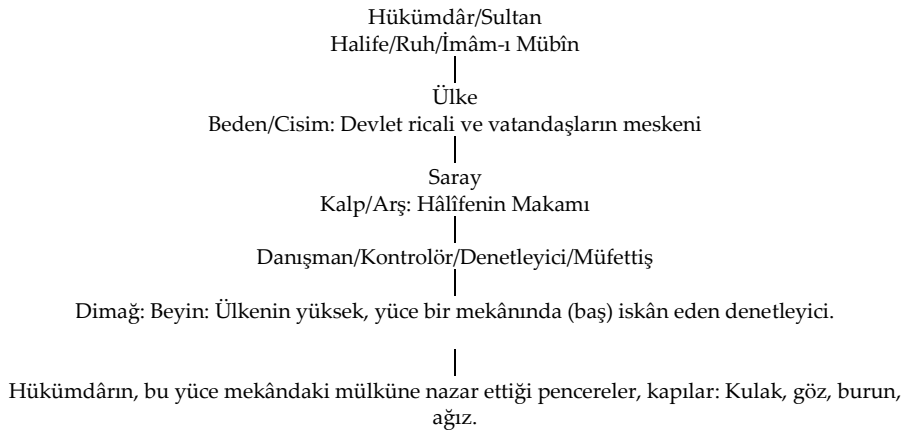 Hükümdâr/Sultan
Halife/Ruh/İmâm-ı Mübîn
Ülke
Beden/Cisim: Devlet ricali ve vatandaşların meskeni
Saray
Kalp/Arş: Hâlîfenin Makamı
Danışman/Kontrolör/Denetleyici/Müfettiş
Dimağ: Beyin: Ülkenin yüksek, yüce bir mekânında (baş) iskân eden denetleyici.
Hükümdârın, bu yüce mekândaki mülküne nazar ettiği pencereler, kapılar: Kulak, göz, burun,
ağız.